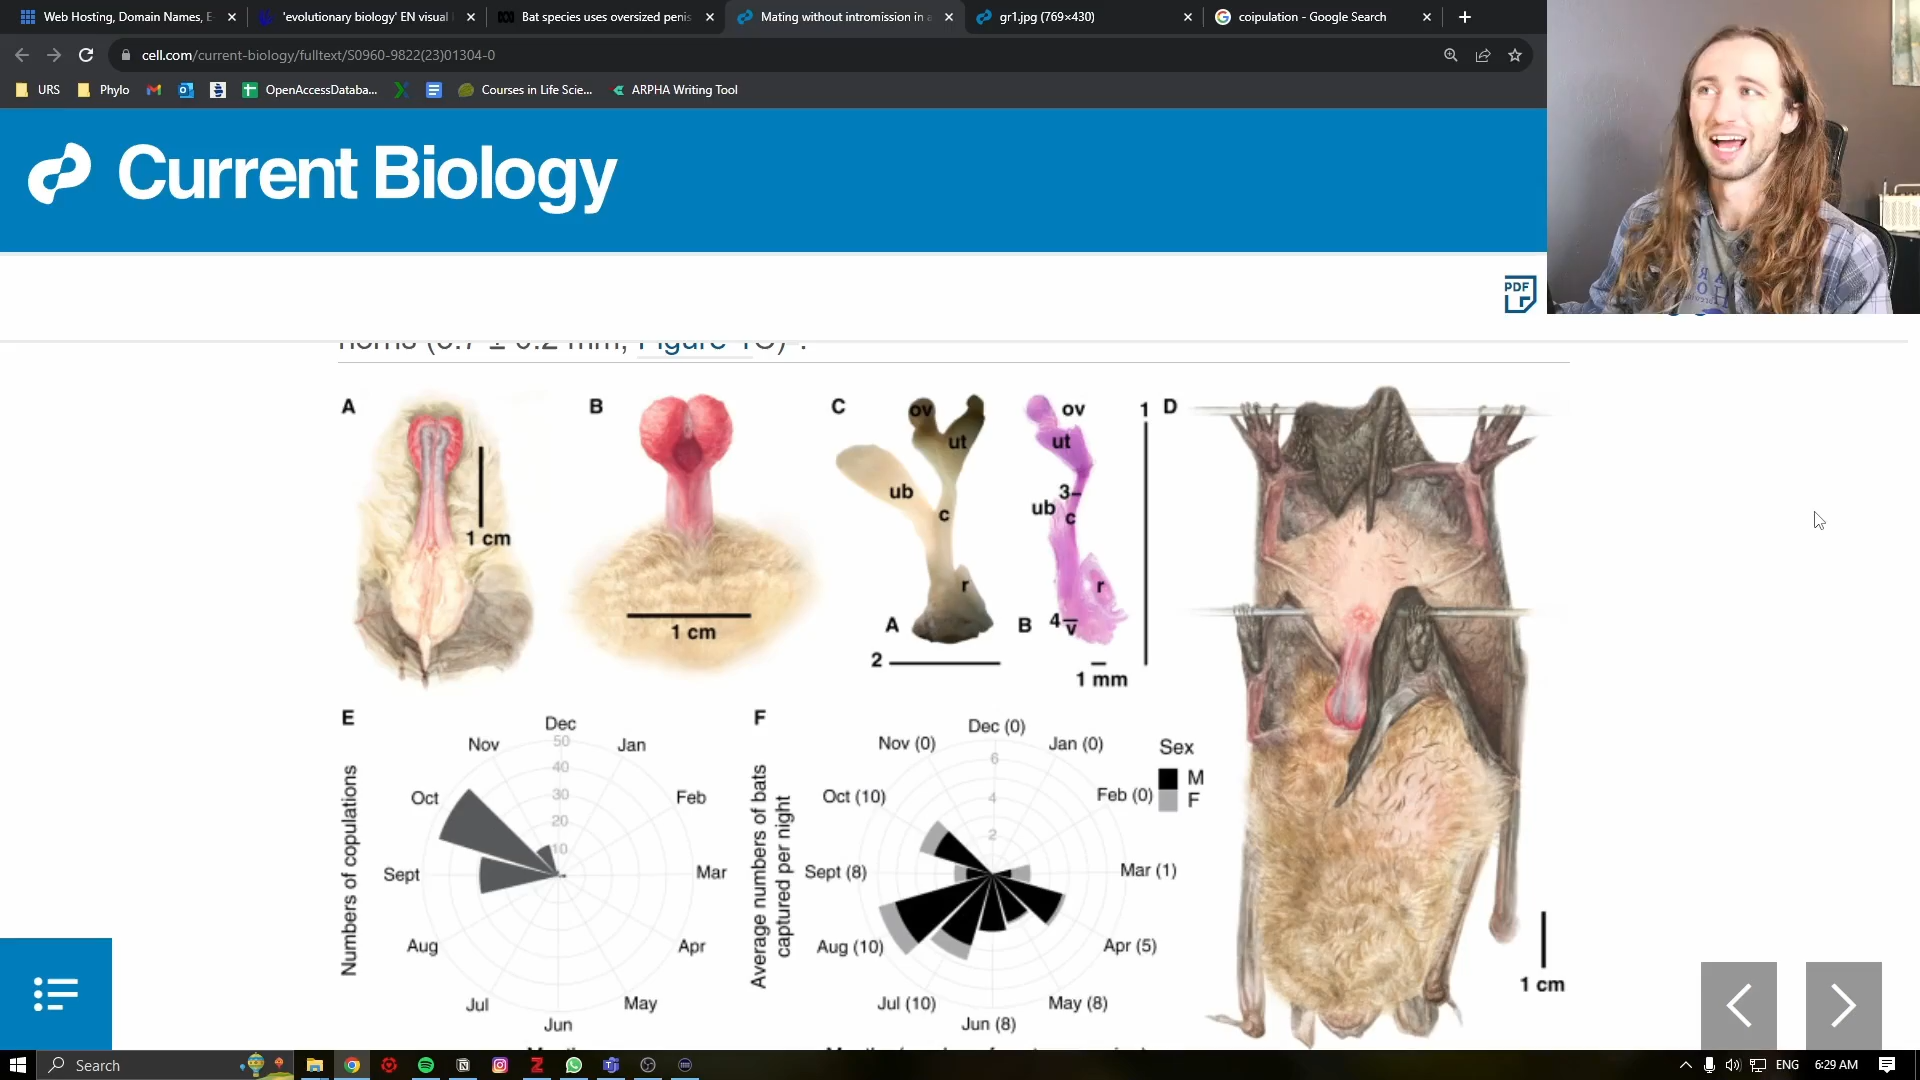 Web Hosting, Domain Names, E
'evolutionary biology' EN visual
Bat species uses oversized penis
Mating without intromission in a
gr1.jpg (769×430)
coipulation - Google Search
cell.com/current-biology/fulltext/S0960-9822(23)01304-0
URS
Phylo
OpenAccessDataba...
Courses in Life Scie...
ARPHA Writing Tool
Current Biology
PDF
A
B
C
1
D
ov
ut
ub
c
r
A
2
ov
ut
3
ub
c
r
B
4
v
1 mm
1 cm
1 cm
1 cm
E
Numbers of copulations
Dec
Jan
Feb
Mar
Apr
May
Jun
Jul
Aug
Sept
Oct
Nov
50
40
30
20
10
F
Average numbers of bats
captured per night
Dec (0)
Jan (0)
Feb (0)
Mar (1)
Apr (5)
May (8)
Jun (8)
Jul (10)
Aug (10)
Sept (8)
Oct (10)
Nov (0)
6
4
2
Sex
M
F
Search
ENG
6:29 AM